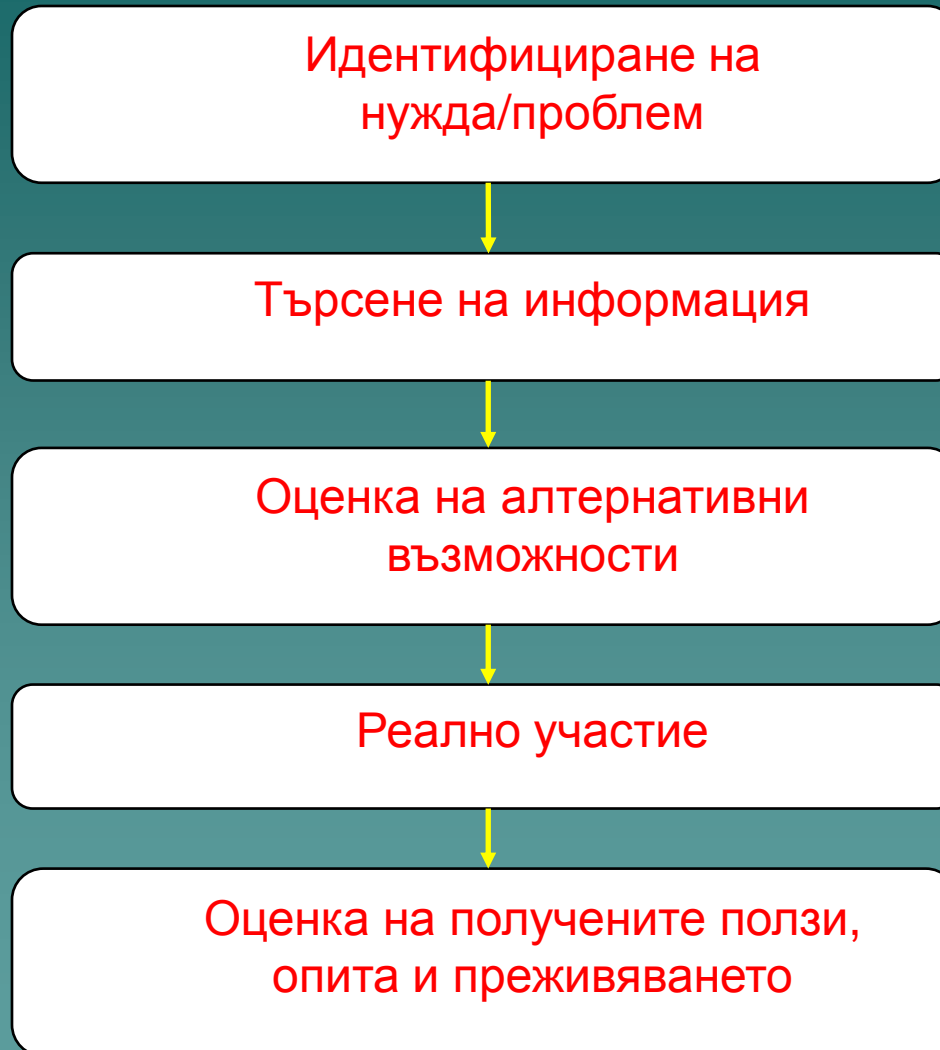 Идентифициране на
нужда/проблем
Търсене на информация
Оценка на алтернативни
възможности
Реално участие
Оценка на получените ползи,
опита и преживяването